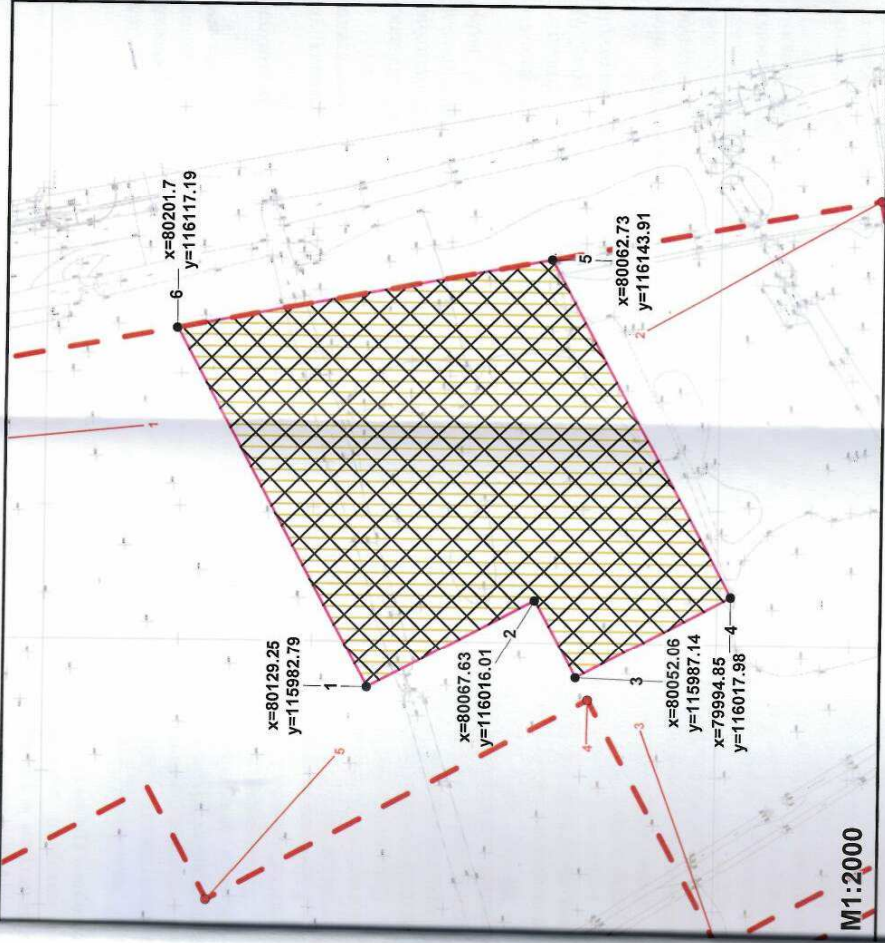 6
x=80201.7
y=116117.19
1
x=80129.25
y=115982.79
1
2
x=80067.63
y=116016.01
5
x=80062.73
y=116143.91
2
3
x=80052.06
y=115987.14
4
x=79994.85
y=116017.98
5
4
3
M1:2000